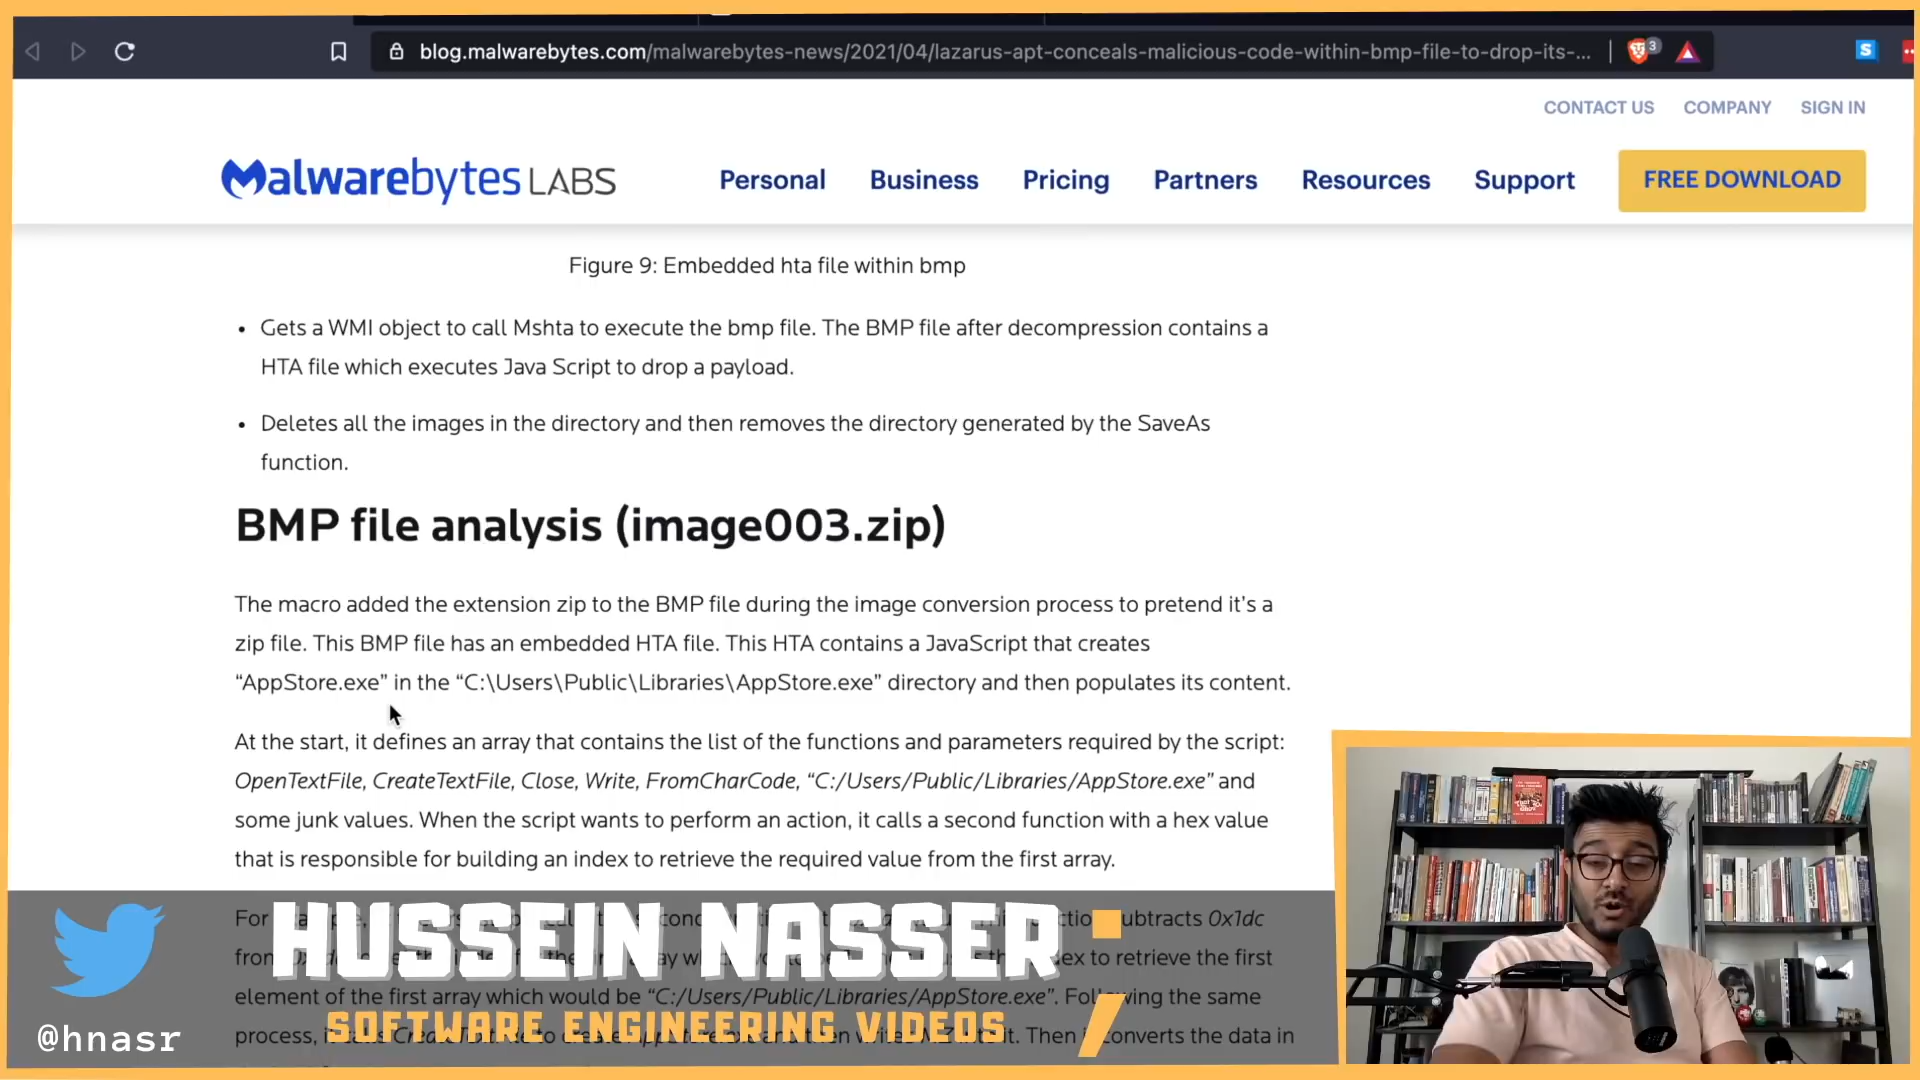 blog.malwarebytes.com/malwarebytes-news/2021/04/lazarus-apt-conceals-malicious-code-within-bmp-file-to-drop-its-...
3
S
CONTACT US COMPANY SIGN IN
Malwarebytes LABS
Personal Business Pricing Partners Resources Support FREE DOWNLOAD
Figure 9: Embedded hta file within bmp
• Gets a WMI object to call Mshta to execute the bmp file. The BMP file after decompression contains a
HTA file which executes Java Script to drop a payload.
• Deletes all the images in the directory and then removes the directory generated by the SaveAs
function.
BMP file analysis (image003.zip)
The macro added the extension zip to the BMP file during the image conversion process to pretend it’s a
zip file. This BMP file has an embedded HTA file. This HTA contains a JavaScript that creates
“AppStore.exe” in the “C:\Users\Public\Libraries\AppStore.exe” directory and then populates its content.
At the start, it defines an array that contains the list of the functions and parameters required by the script:
OpenTextFile, CreateTextFile, Close, Write, FromCharCode, “C:/Users/Public/Libraries/AppStore.exe” and
some junk values. When the script wants to perform an action, it calls a second function with a hex value
that is responsible for building an index to retrieve the required value from the first array.
For subtracts 0x1dc
from to retrieve the first
element of the first array which would be “C:/Users/Public/Libraries/AppStore.exe”. Following the same
process, it. Then converts the data in
HUSSEIN NASSER;
SOFTWARE ENGINEERING VIDEOS
@hnasr